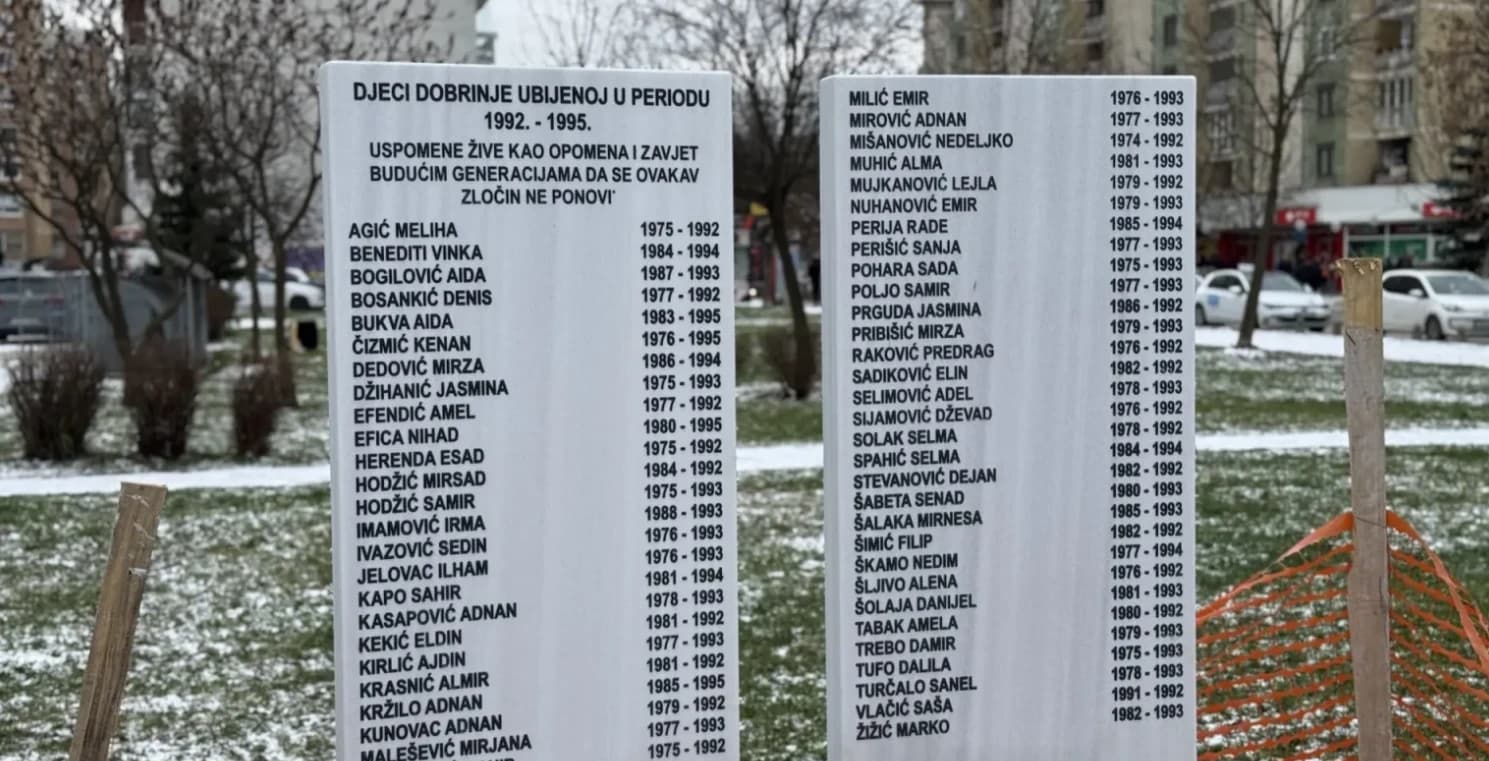 DJECI DOBRINJE UBIJENOJ U PERIODU
1992. - 1995.
USPOMENE ŽIVE KAO OPOMENA I ZAVJET
BUDUĆIM GENERACIJAMA DA SE OVAKAV
ZLOČIN NE PONOVI
AGIĆ MELIHA 1975 - 1992
BENEDITI VINKA 1984 - 1994
BOGILOVIĆ AIDA 1987 - 1993
BOSANKIĆ DENIS 1977 - 1992
BUKVA AIDA 1983 - 1995
ČIZMIĆ KENAN 1976 - 1995
DEDOVIĆ MIRZA 1986 - 1994
DŽIHANIĆ JASMINA 1975 - 1993
EFENDIĆ AMEL 1977 - 1992
EFICA NIHAD 1980 - 1995
HERENDA ESAD 1975 - 1992
HODŽIĆ MIRSAD 1984 - 1992
HODŽIĆ SAMIR 1975 - 1993
IMAMOVIĆ IRMA 1988 - 1993
IVAZOVIĆ SEDIN 1976 - 1993
JELOVAC ILHAM 1976 - 1993
KAPO SAHIR 1981 - 1994
KASAPOVIĆ ADNAN 1978 - 1993
KEKIĆ ELDIN 1981 - 1992
KIRLIĆ AJDIN 1977 - 1993
KRASNIĆ ALMIR 1981 - 1992
KRŽILO ADNAN 1985 - 1995
KUNOVAC ADNAN 1979 - 1992
MALEŠEVIĆ MIRJANA 1977 - 1993
1975 - 1992
MILIĆ EMIR 1976 - 1993
MIROVIĆ ADNAN 1977 - 1993
MIŠANOVIĆ NEDELJKO 1974 - 1992
MUHIĆ ALMA 1981 - 1993
MUJKANOVIĆ LEJLA 1979 - 1992
NUHANOVIĆ EMIR 1979 - 1993
PERIJA RADE 1985 - 1994
PERIŠIĆ SANJA 1977 - 1993
POHARA SADA 1975 - 1993
POLJO SAMIR 1977 - 1993
PRGUDA JASMINA 1986 - 1992
PRIBIŠIĆ MIRZA 1979 - 1993
RAKOVIĆ PREDRAG 1976 - 1992
SADIKOVIĆ ELIN 1982 - 1992
SELIMOVIĆ ADEL 1978 - 1993
SIJAMOVIĆ DŽEVAD 1976 - 1992
SOLAK SELMA 1978 - 1992
SPAHIĆ SELMA 1984 - 1994
STEVANOVIĆ DEJAN 1982 - 1992
ŠABETA SENAD 1980 - 1993
ŠALAKA MIRNESA 1985 - 1993
ŠIMIĆ FILIP 1982 - 1992
ŠKAMO NEDIM 1977 - 1994
ŠLJIVO ALENA 1976 - 1992
ŠOLAJA DANIJEL 1981 - 1993
TABAK AMELA 1980 - 1992
TREBO DAMIR 1979 - 1993
TUFO DALILA 1975 - 1993
TURČALO SANEL 1978 - 1993
VLAČIĆ SAŠA 1991 - 1992
ŽIŽIĆ MARKO 1982 - 1993